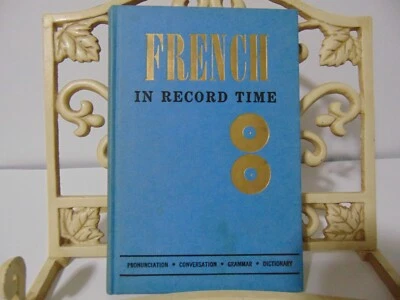 FRENCH
IN RECORD TIME
PRONUNCIATION • CONVERSATION • GRAMMAR • DICTIONARY